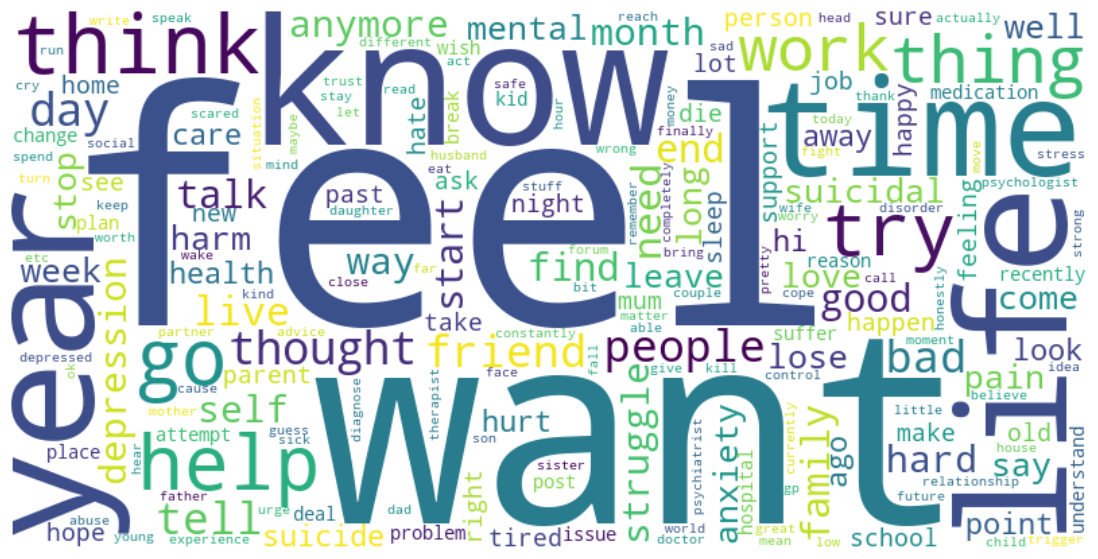 think
know
feel
want
time
life
year
work
thing
try
help
go
people
thought
friend
tell
need
end
find
bad
good
day
anymore
mental
month
person
sure
well
write
speak
run
cry
home
different
wish
act
reach
head
actually
sad
lot
job
thank
medication
change
social
scared
care
situation
maybe
trust
stay
let
read
safe
kid
hate
break
hour
money
finally
die
today
away
fight
happy
move
stress
spend
stop
see
turn
keep
plan
talk
new
mind
past
daughter
husband
eat
ask
stuff
night
wrong
remember
completely
long
support
suicidal
wife
disorder
worry
psychologist
strong
worth
etc
week
wake
harm
health
kind
way
close
far
start
forum
bit
leave
bring
sleep
pretty
hi
love
reason
call
cope
feeling
recently
come
honestly
live
partner
advice
take
constantly
mum
matter
able
couple
suffer
happen
moment
look
idea
depressed
ok
depression
parent
cause
mother
self
face
fall
give
kill
lose
control
pain
believe
attempt
guess
sick
hear
place
diagnose
therapist
hurt
son
sister
post
struggle
psychiatrist
hospital
anxiety
currently
family
gp
ago
little
make
hard
old
house
say
relationship
understand
father
urge
deal
dad
hope
abuse
young
experience
suicide
problem
right
tired
issue
world
doctor
great
mean
low
school
future
point
child
trigger